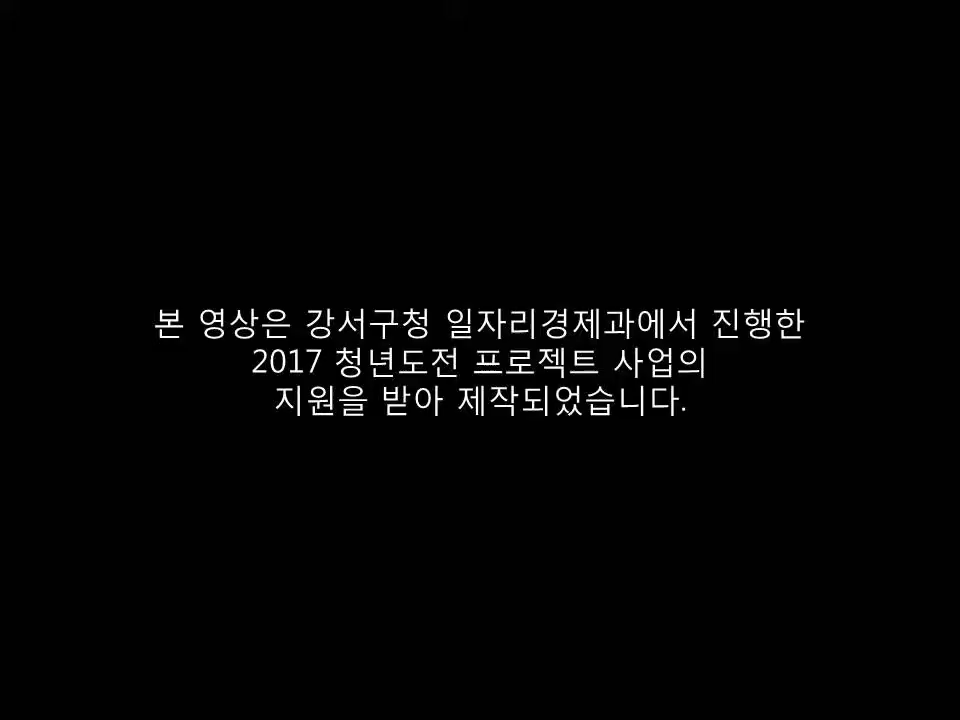 본 영상은 강서구청 일자리경제과에서 진행한
2017 청년도전 프로젝트 사업의
지원을 받아 제작되었습니다.